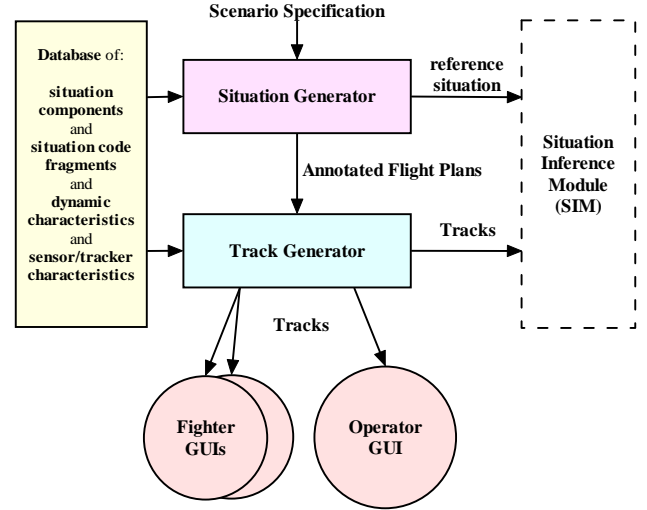 Scenario Specification
Database of:
situation
components
and
situation code
fragments
and
dynamic
characteristics
and
sensor/tracker
characteristics
Situation Generator
reference
situation
Situation
Inference
Module
(SIM)
Annotated Flight Plans
Track Generator
Tracks
Tracks
Fighter
GUIs
Operator
GUI